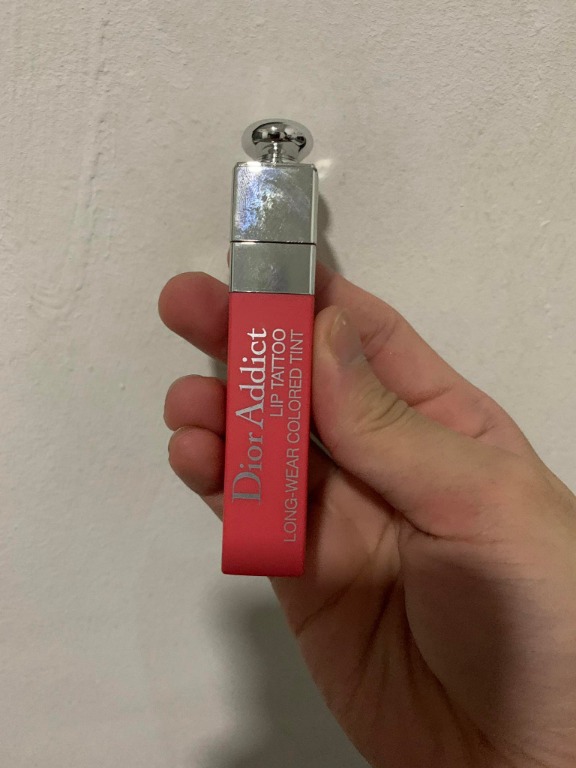 Dior Addict
LIP TATTOO
LONG-WEAR COLORED TINT